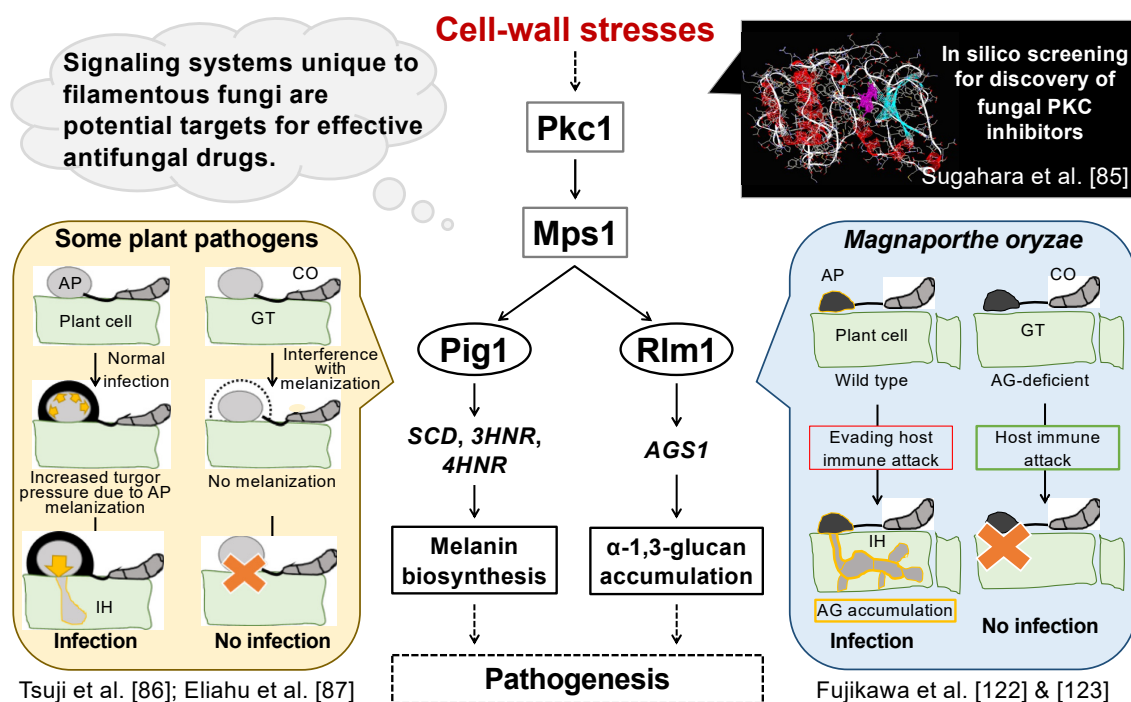 Cell-wall stresses
Signaling systems unique to
filamentous fungi are
potential targets for effective
antifungal drugs.
In silico screening
for discovery of
fungal PKC
inhibitors
Sugahara et al. [85]
Pkc1
Mps1
Pig1
Rlm1
SCD, 3HNR,
4HNR
AGS1
Melanin
biosynthesis
α-1,3-glucan
accumulation
Pathogenesis
Some plant pathogens
AP
CO
Plant cell
GT
Normal
infection
Interference
with
melanization
Increased turgor
pressure due to AP
melanization
No melanization
IH
Infection
No infection
Tsuji et al. [86]; Eliahu et al. [87]
Magnaporthe oryzae
AP
CO
Plant cell
GT
Wild type
AG-deficient
Evading host
immune attack
Host immune
attack
IH
AG accumulation
Infection
No infection
Fujikawa et al. [122] & [123]